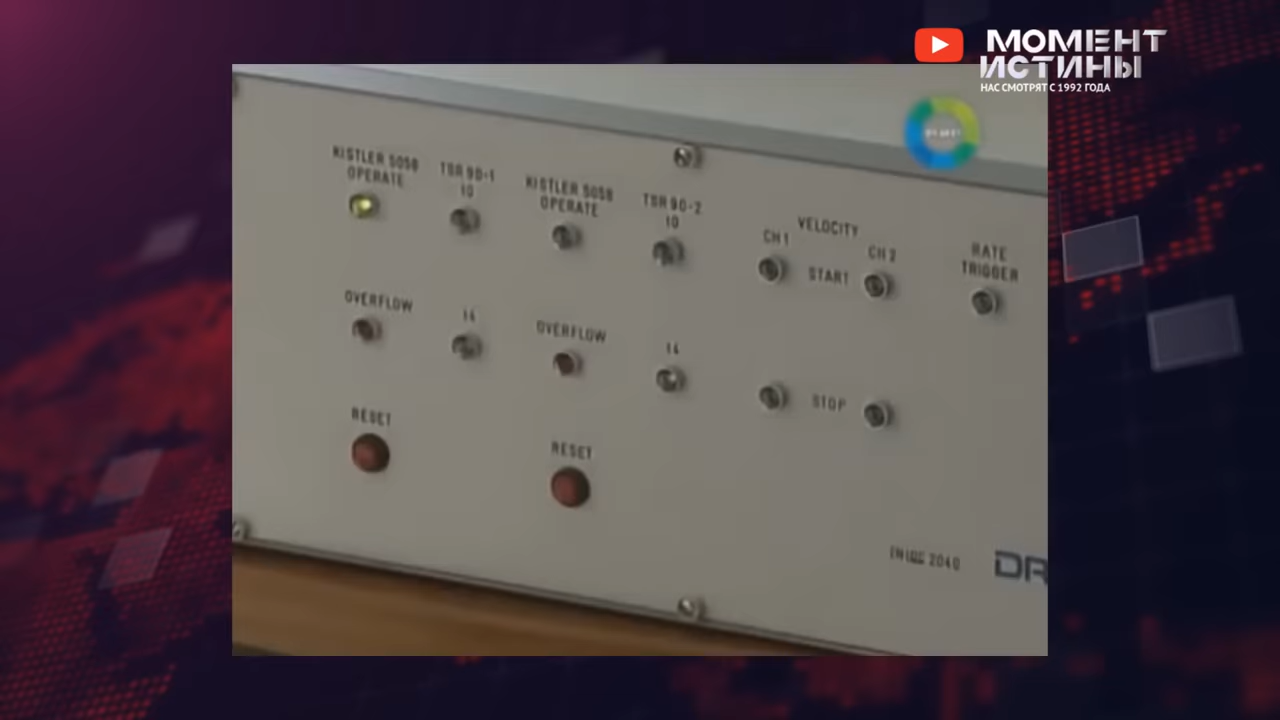 МОМЕНТ
ИСТИНЫ
НАС СМОТРЯТ С 1992 ГОДА
KISTLER 5058
OPERATE
TSR 90-1
10
KISTLER 5058
OPERATE
TSR 90-2
10
VELOCITY
CH 1
CH 2
START
RATE
TRIGGER
OVERFLOW
14
OVERFLOW
14
STOP
RESET
RESET
2040
DR